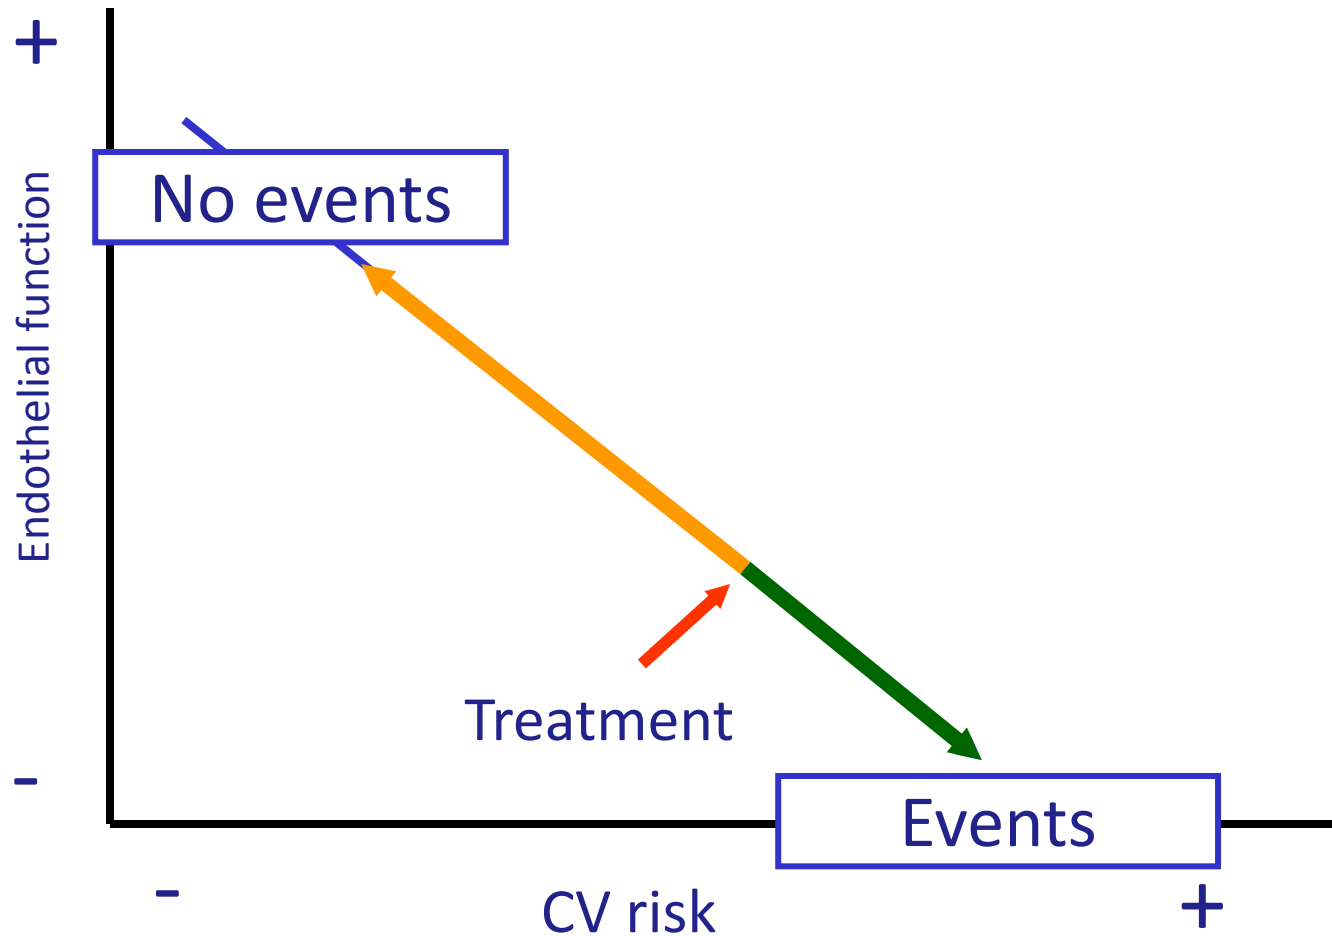 +
No events
Endothelial function
Treatment
-
Events
-
CV risk
+